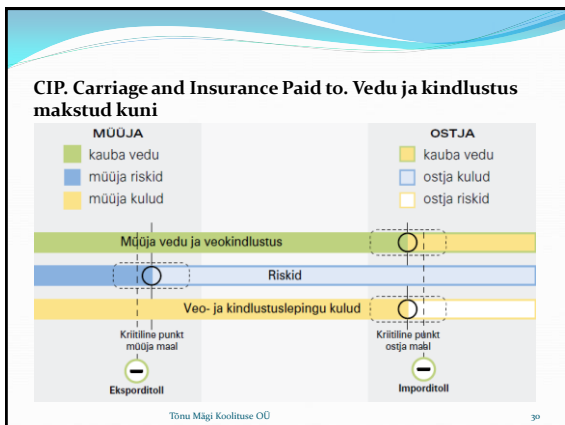 CIP. Carriage and Insurance Paid to. Vedu ja kindlustus
makstud kuni
MÜÜJA
kauba vedu
müüja riskid
müüja kulud
OSTJA
kauba vedu
ostja kulud
ostja riskid
Müüja vedu ja veokindlustus
Riskid
Veo- ja kindlustuslepingu kulud
Kriitiline punkt
müüja maal
Eksporditoll
Kriitiline punkt
ostja maal
Imporditoll
Tõnu Mägi Koolituse OÜ
30